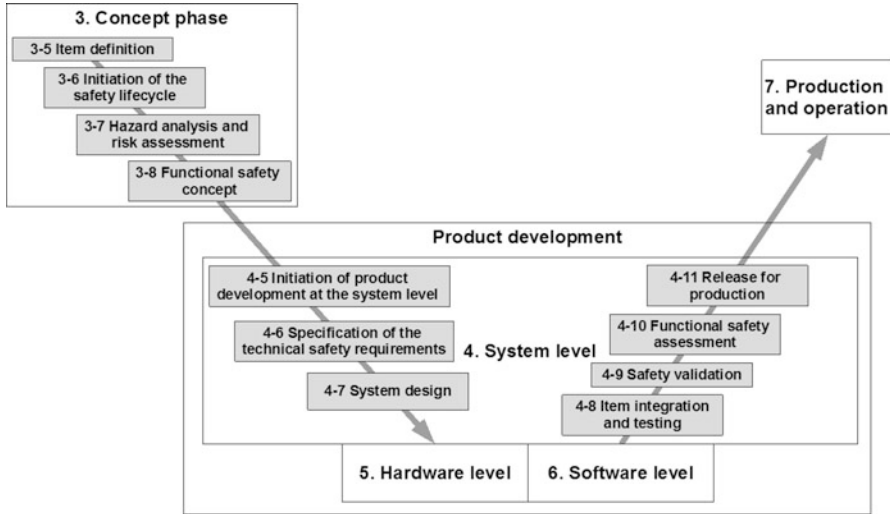 3. Concept phase
3-5 Item definition
3-6 Initiation of the
safety lifecycle
3-7 Hazard analysis and
risk assessment
3-8 Functional safety
concept
7. Production
and operation
Product development
4-5 Initiation of product
development at the system level
4-6 Specification of the
technical safety requirements
4-7 System design
4. System level
4-11 Release for
production
4-10 Functional safety
assessment
4-9 Safety validation
4-8 Item integration
and testing
5. Hardware level
6. Software level